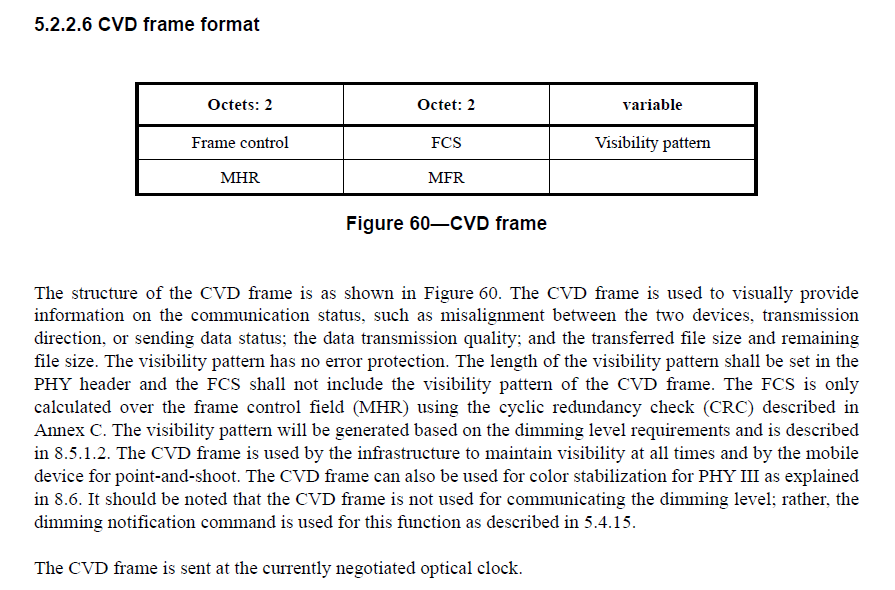 5.2.2.6 CVD frame format
Octets: 2 Octet: 2 variable
Frame control FCS Visibility pattern
MHR MFR
Figure 60—CVD frame
The structure of the CVD frame is as shown in Figure 60. The CVD frame is used to visually provide
information on the communication status, such as misalignment between the two devices, transmission
direction, or sending data status; the data transmission quality; and the transferred file size and remaining
file size. The visibility pattern has no error protection. The length of the visibility pattern shall be set in the
PHY header and the FCS shall not include the visibility pattern of the CVD frame. The FCS is only
calculated over the frame control field (MHR) using the cyclic redundancy check (CRC) described in
Annex C. The visibility pattern will be generated based on the dimming level requirements and is described
in 8.5.1.2. The CVD frame is used by the infrastructure to maintain visibility at all times and by the mobile
device for point-and-shoot. The CVD frame can also be used for color stabilization for PHY III as explained
in 8.6. It should be noted that the CVD frame is not used for communicating the dimming level; rather, the
dimming notification command is used for this function as described in 5.4.15.
The CVD frame is sent at the currently negotiated optical clock.